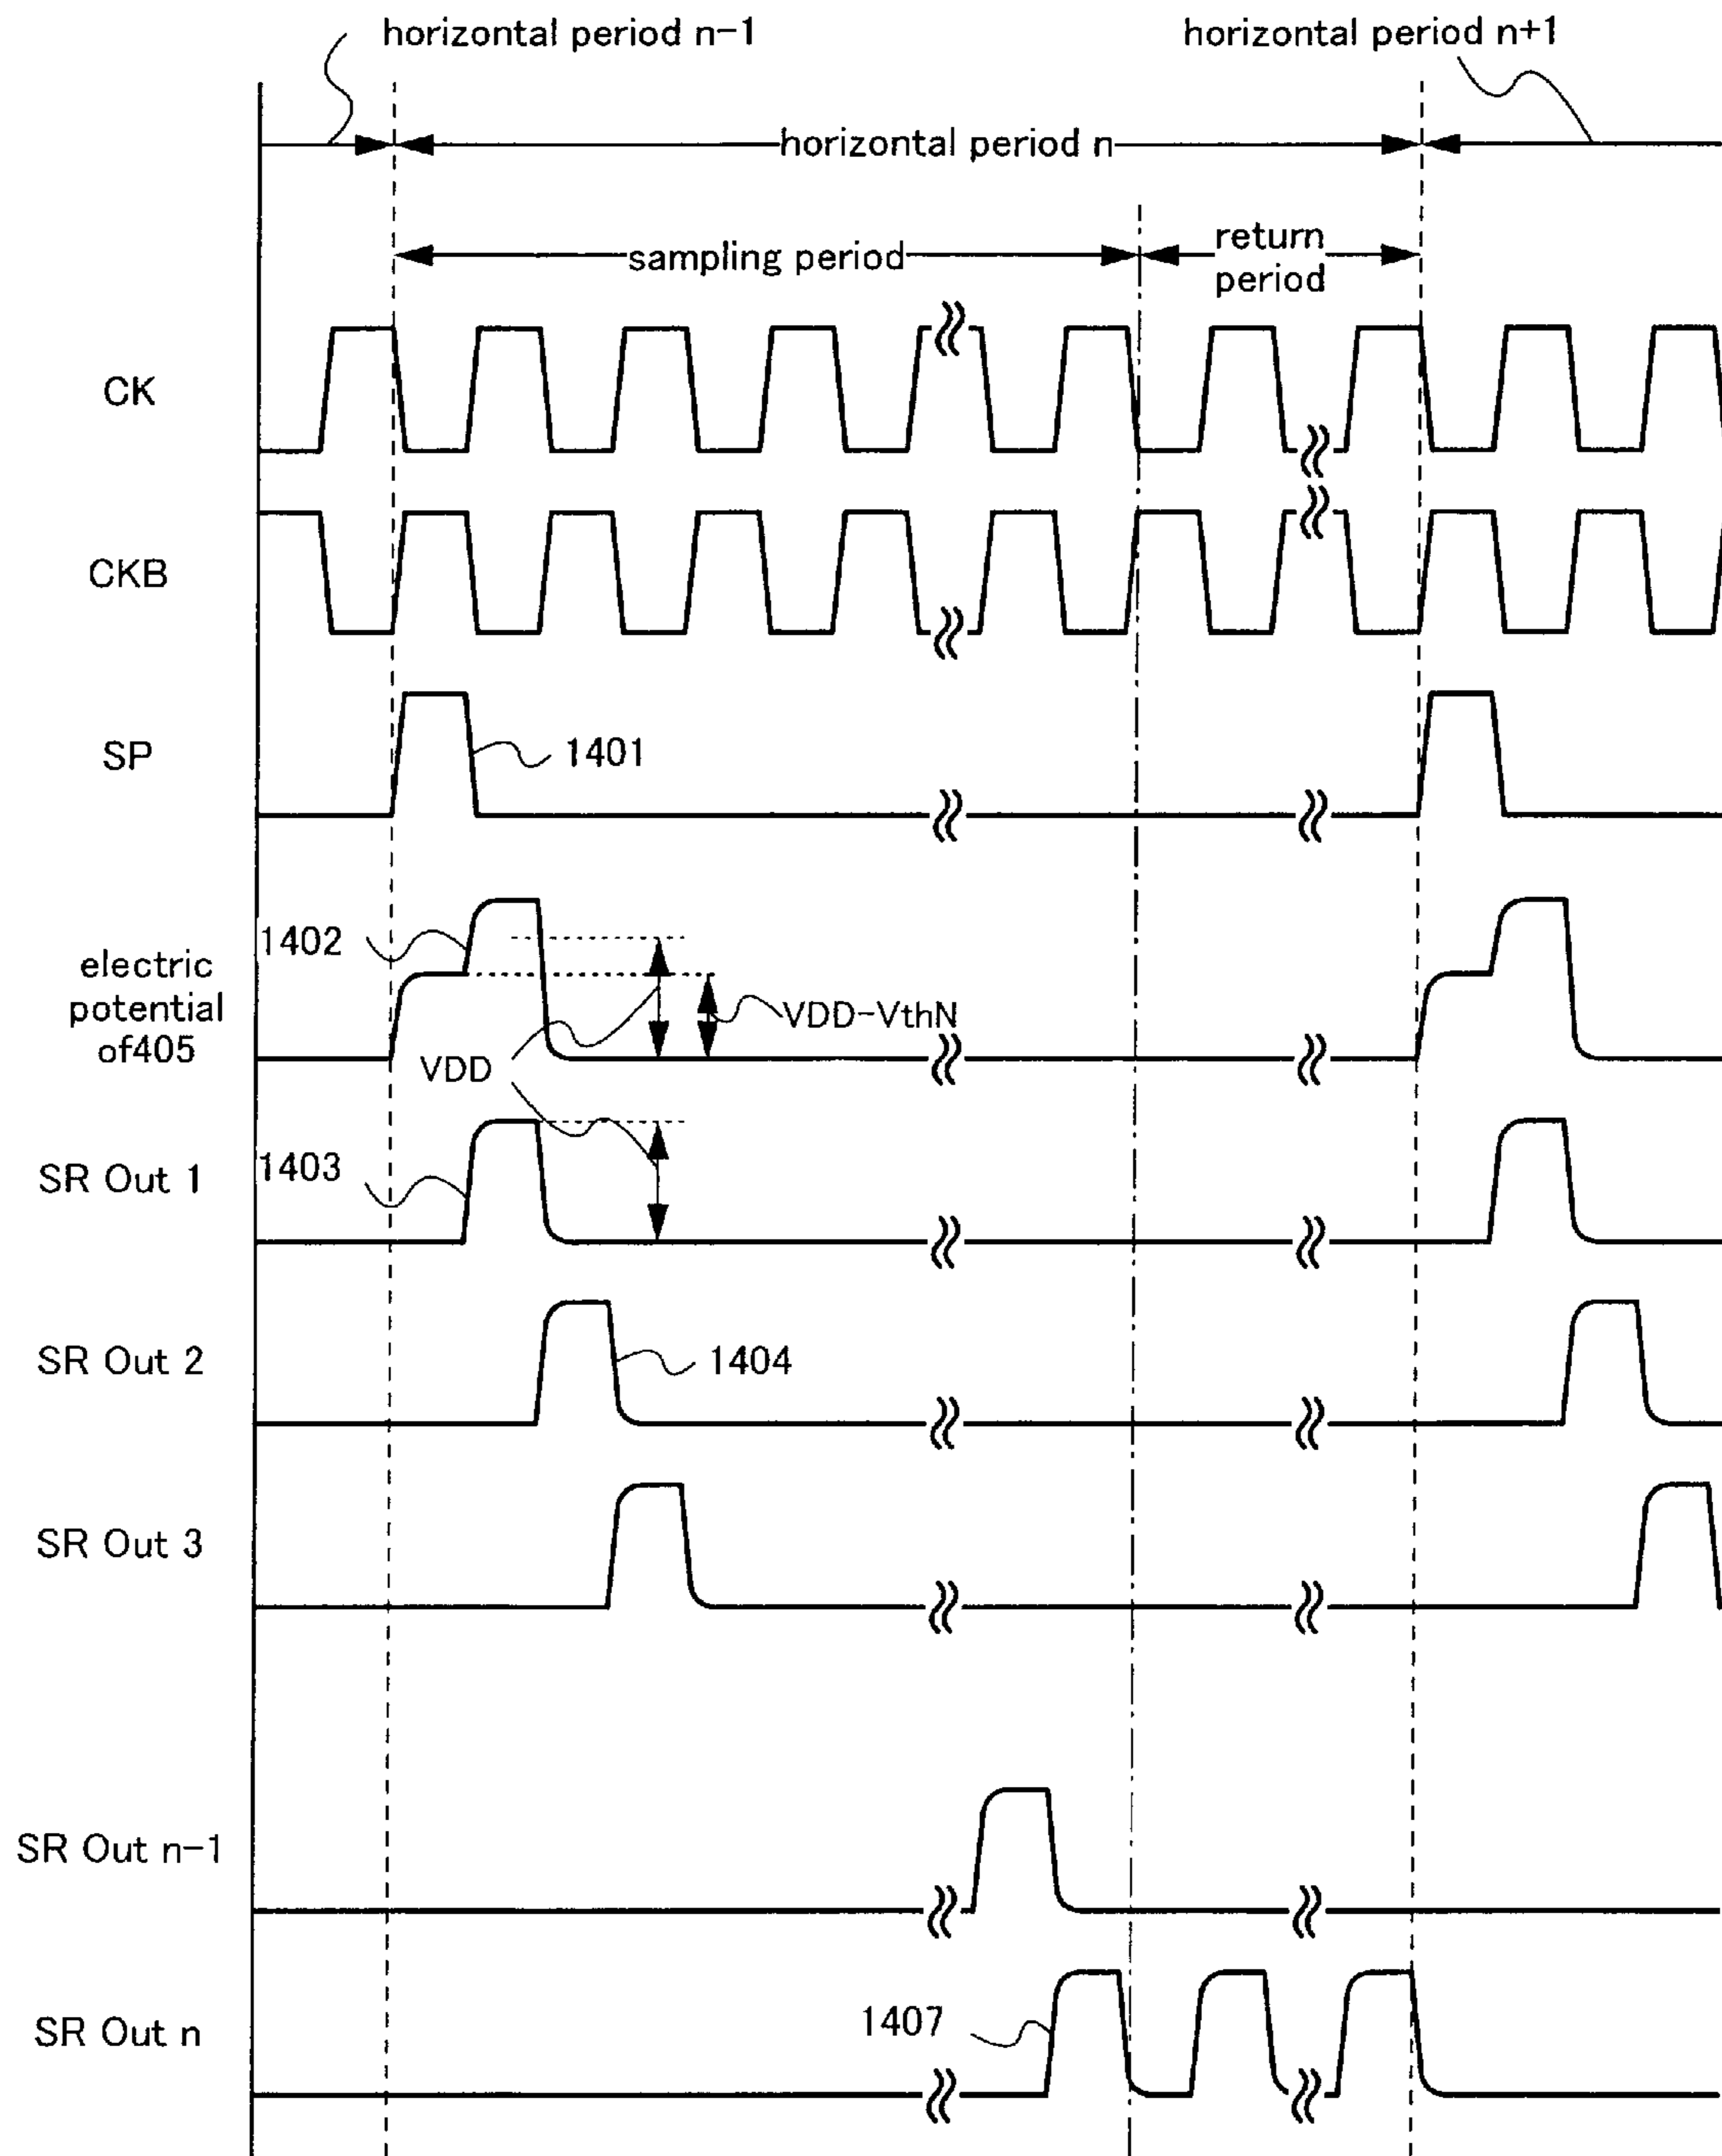 horizontal period n-1
horizontal period n+1
horizontal period n
sampling period
return
period
CK
CKB
SP
1401
1402
electric
potential
of405
VDD-VthN
VDD
SR Out 1
1403
SR Out 2
1404
SR Out 3
SR Out n-1
SR Out n
1407